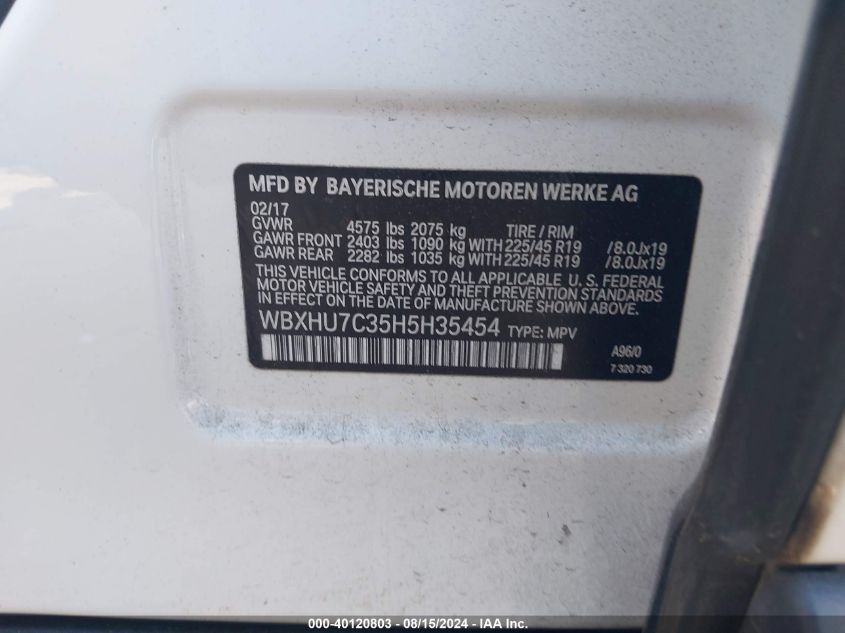 MFD BY BAYERISCHE MOTOREN WERKE AG
02/17
GVWR 4575 lbs 2075 kg TIRE / RIM
GAWR FRONT 2403 lbs 1090 kg WITH 225/45 R19 /8.0Jx19
GAWR REAR 2282 lbs 1035 kg WITH 225/45 R19 /8.0Jx19
THIS VEHICLE CONFORMS TO ALL APPLICABLE U. S. FEDERAL
MOTOR VEHICLE SAFETY AND THEFT PREVENTION STANDARDS
IN EFFECT ON THE DATE OF MANUFACTURE SHOWN ABOVE.
WBXHU7C35H5H35454 TYPE: MPV
A96/0
7 320 730
000-40120803 - 08/15/2024 - IAA Inc.